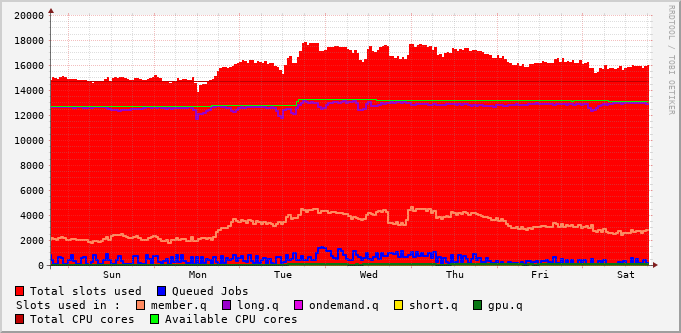 20000
18000
16000
14000
12000
10000
8000
6000
4000
2000
0
Sun Mon Tue Wed Thu Fri Sat
RRDTOOL / TOBI OETIKER
Total slots used Queued Jobs
Slots used in : member.q long.q ondemand.q short.q gpu.q
Total CPU cores Available CPU cores